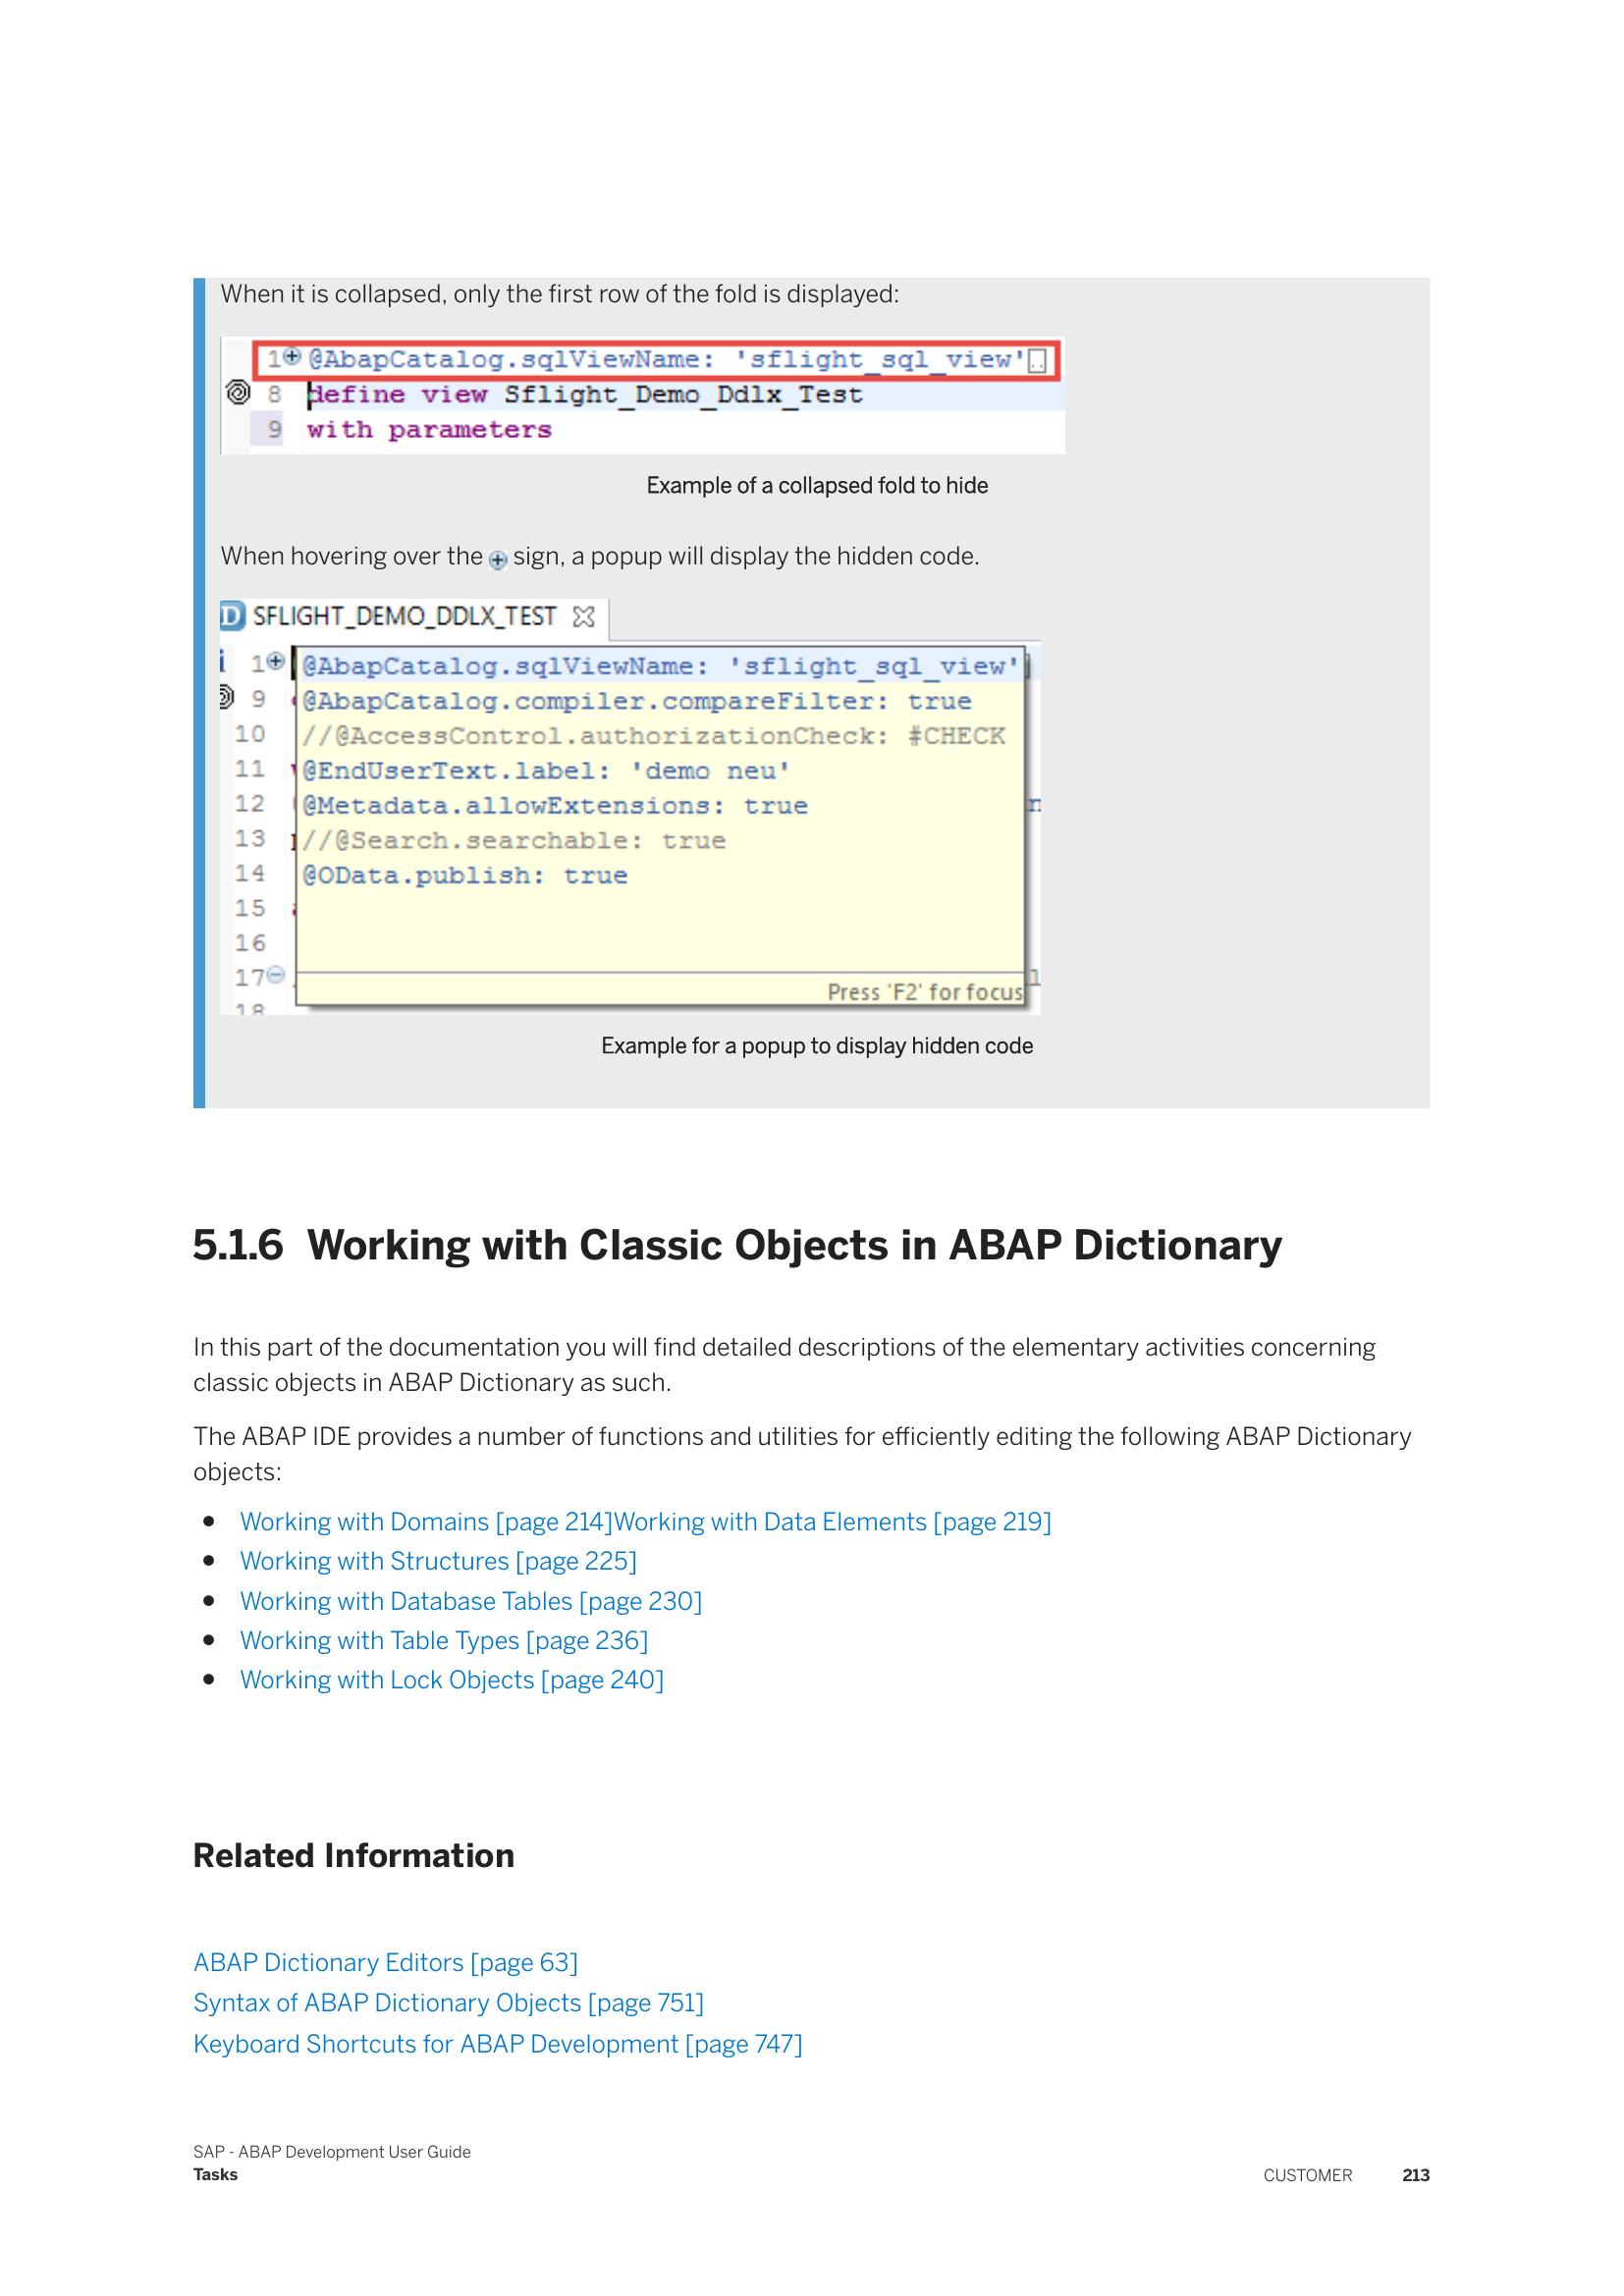 When it is collapsed, only the first row of the fold is displayed:
1 @AbapCatalog.sqlViewName: 'sflight_sql_view'..
8 define view Sflight_Demo_Ddlx_Test
9 with parameters
Example of a collapsed fold to hide
When hovering over the sign, a popup will display the hidden code.
D SFLIGHT_DEMO_DDLX_TEST
1 @AbapCatalog.sqlViewName: 'sflight_sql_view'
9 @AbapCatalog.compiler.compareFilter: true
10 //@AccessControl.authorizationCheck: #CHECK
11 @EndUserText.label: 'demo neu'
12 @Metadata.allowExtensions: true
13 //@Search.searchable: true
14 @OData.publish: true
15
16
17
Press 'F2' for focus
18
Example for a popup to display hidden code
5.1.6 Working with Classic Objects in ABAP Dictionary
In this part of the documentation you will find detailed descriptions of the elementary activities concerning
classic objects in ABAP Dictionary as such.
The ABAP IDE provides a number of functions and utilities for efficiently editing the following ABAP Dictionary
objects:
• Working with Domains [page 214]Working with Data Elements [page 219]
• Working with Structures [page 225]
• Working with Database Tables [page 230]
• Working with Table Types [page 236]
• Working with Lock Objects [page 240]
Related Information
ABAP Dictionary Editors [page 63]
Syntax of ABAP Dictionary Objects [page 751]
Keyboard Shortcuts for ABAP Development [page 747]
SAP - ABAP Development User Guide
Tasks
CUSTOMER 213